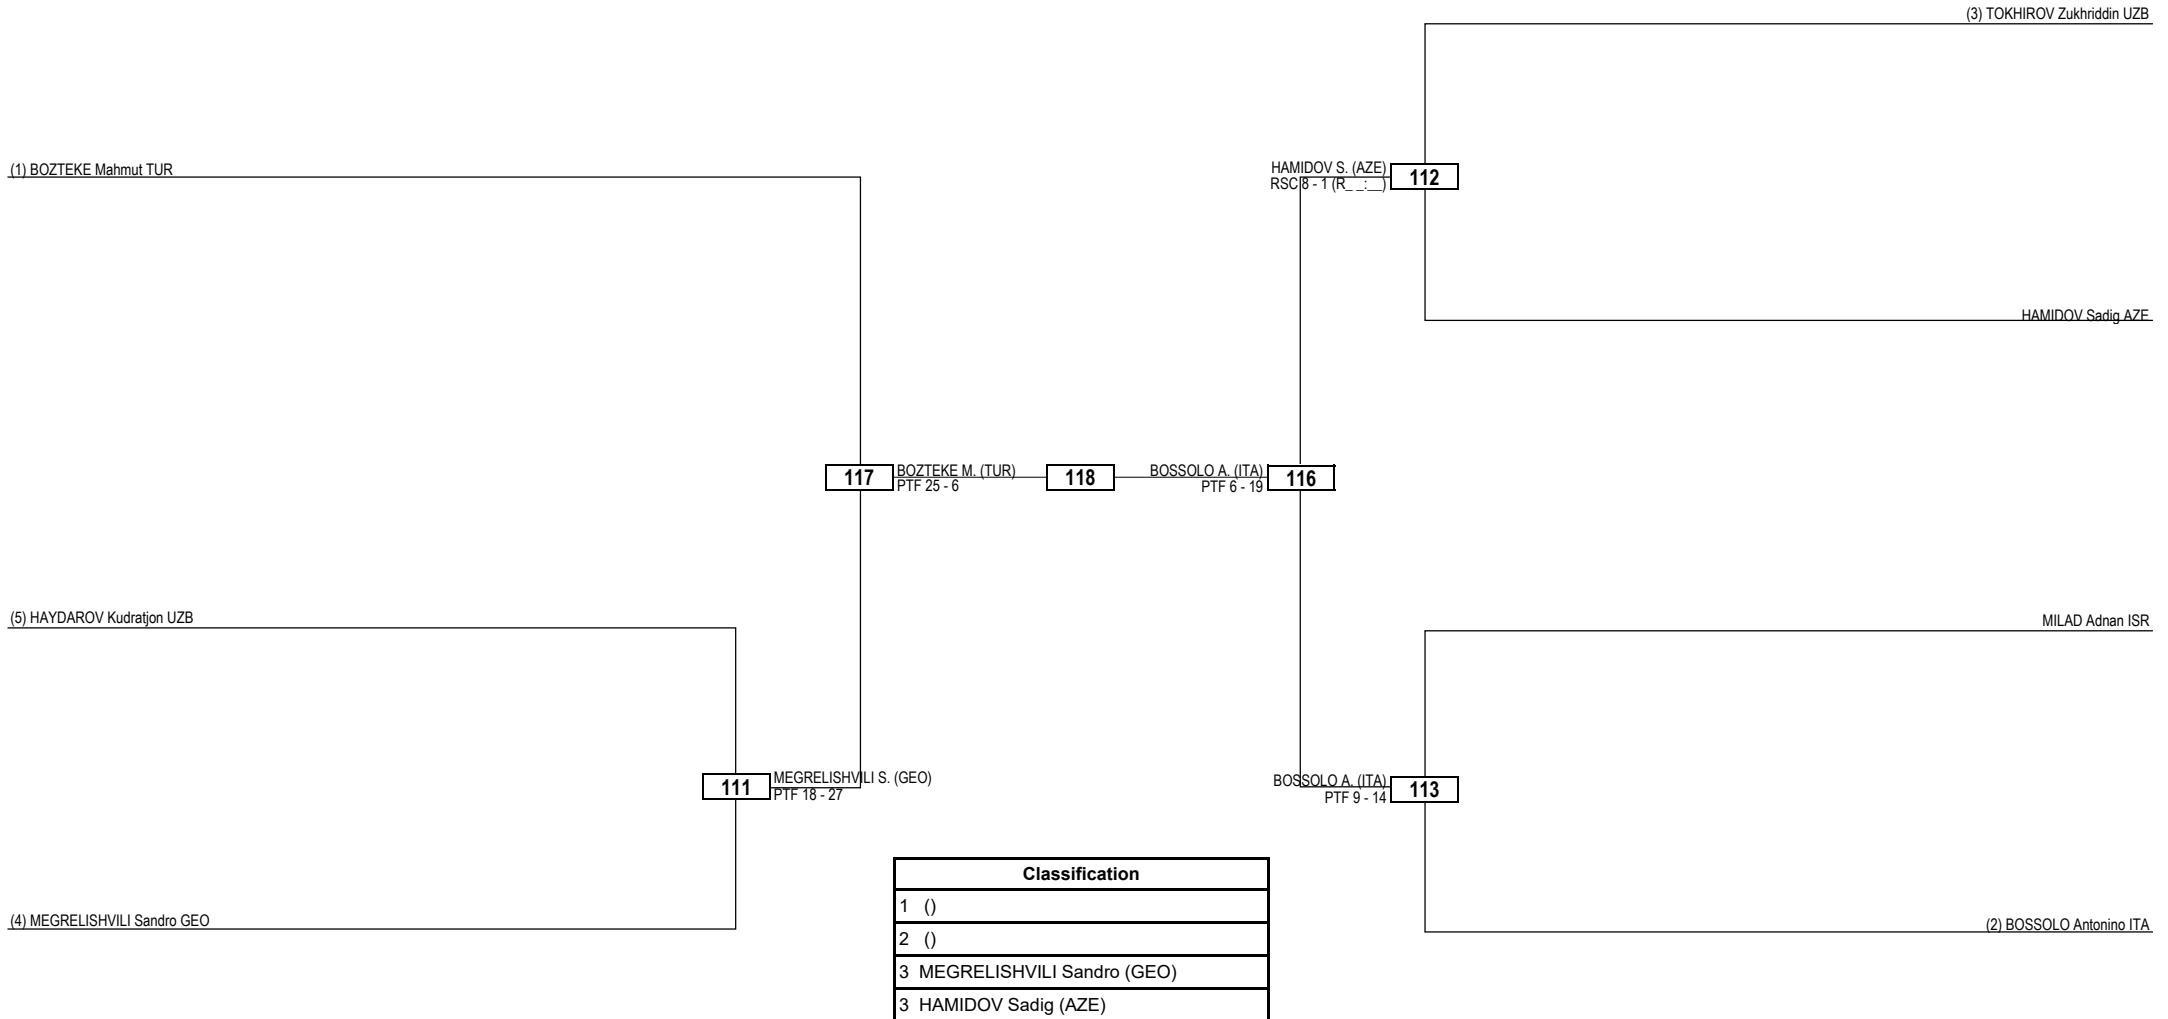 (3) TOKHIROV Zukhriddin UZB
(1) BOZTEKE Mahmut TUR
HAMIDOV S. (AZE)
RSC 8 - 1 (R_ _:__)
112
HAMIDOV Sadig AZE
117
BOZTEKE M. (TUR)
PTF 25 - 6
118
BOSSOLO A. (ITA)
PTF 6 - 19
116
(5) HAYDAROV Kudratjon UZB
MILAD Adnan ISR
111
MEGRELISHVILI S. (GEO)
PTF 18 - 27
BOSSOLO A. (ITA)
PTF 9 - 14
113
(4) MEGRELISHVILI Sandro GEO
(2) BOSSOLO Antonino ITA
Classification
1 ()
2 ()
3 MEGRELISHVILI Sandro (GEO)
3 HAMIDOV Sadig (AZE)